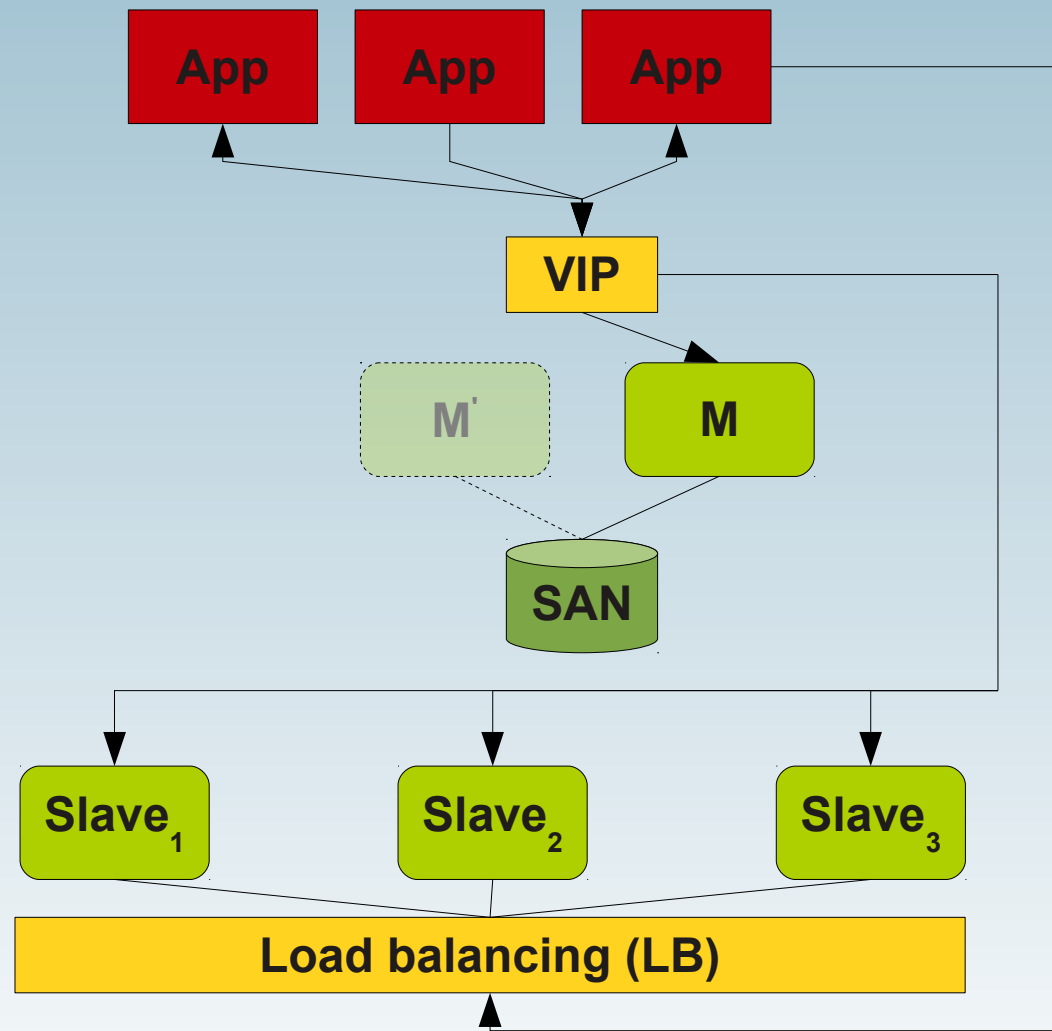 App
App
App
VIP
M'
M
SAN
Slave1
Slave2
Slave3
Load balancing (LB)